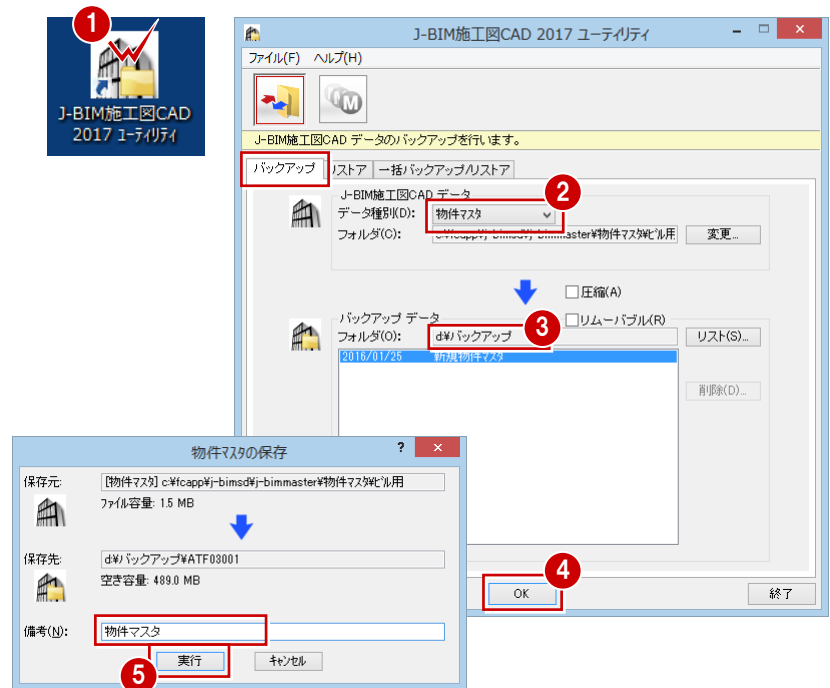 1
J-BIM施工図CAD
2017 ユーティリティ
J-BIM施工図CAD 2017 ユーティリティ
ファイル(F) ヘルプ(H)
J-BIM施工図CAD データのバックアップを行います。
バックアップ リストア 一括バックアップ/リストア
J-BIM施工図CAD データ
2
データ種別(D): 物件マスタ
フォルダ(C): c:¥fcapp¥j-bimsd¥j-bimmaster¥物件マスタ¥ビル用 変更...
圧縮(A)
バックアップ データ
3
リムーバブル(R)
フォルダ(O): d¥バックアップ リスト(S)...
2016/01/25 新規物件マスタ
削除(D)...
4
OK 終了
物件マスタの保存 ? ×
保存元: [物件マスタ] c:¥fcapp¥j-bimsd¥j-bimmaster¥物件マスタ¥ビル用
ファイル容量: 1.5 MB
保存先: d¥バックアップ¥ATF03001
空き容量: 489.0 MB
備考(N): 物件マスタ
5
実行 キャンセル